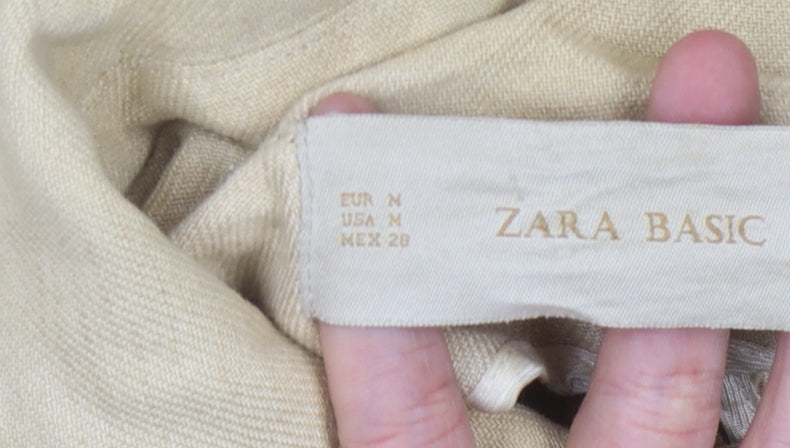 EUR M
USA M
MEX 28
ZARA BASIC